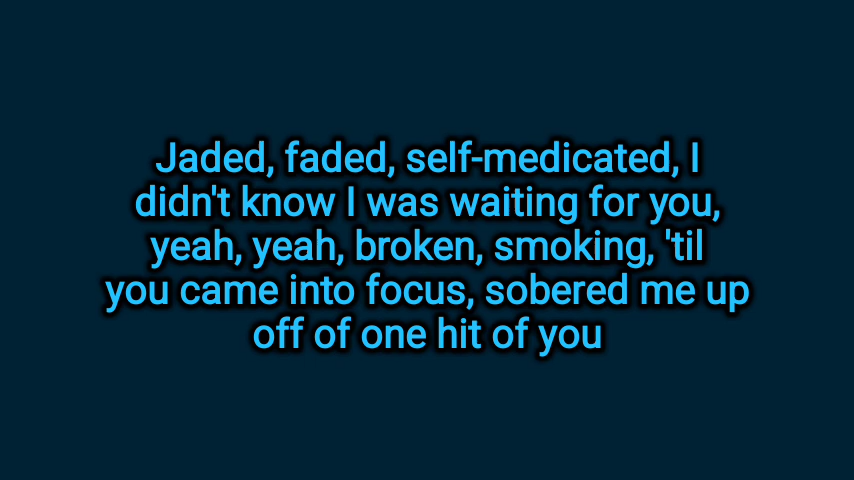 Jaded, faded, self-medicated, I
didn't know I was waiting for you,
yeah, yeah, broken, smoking, 'til
you came into focus, sobered me up
off of one hit of you